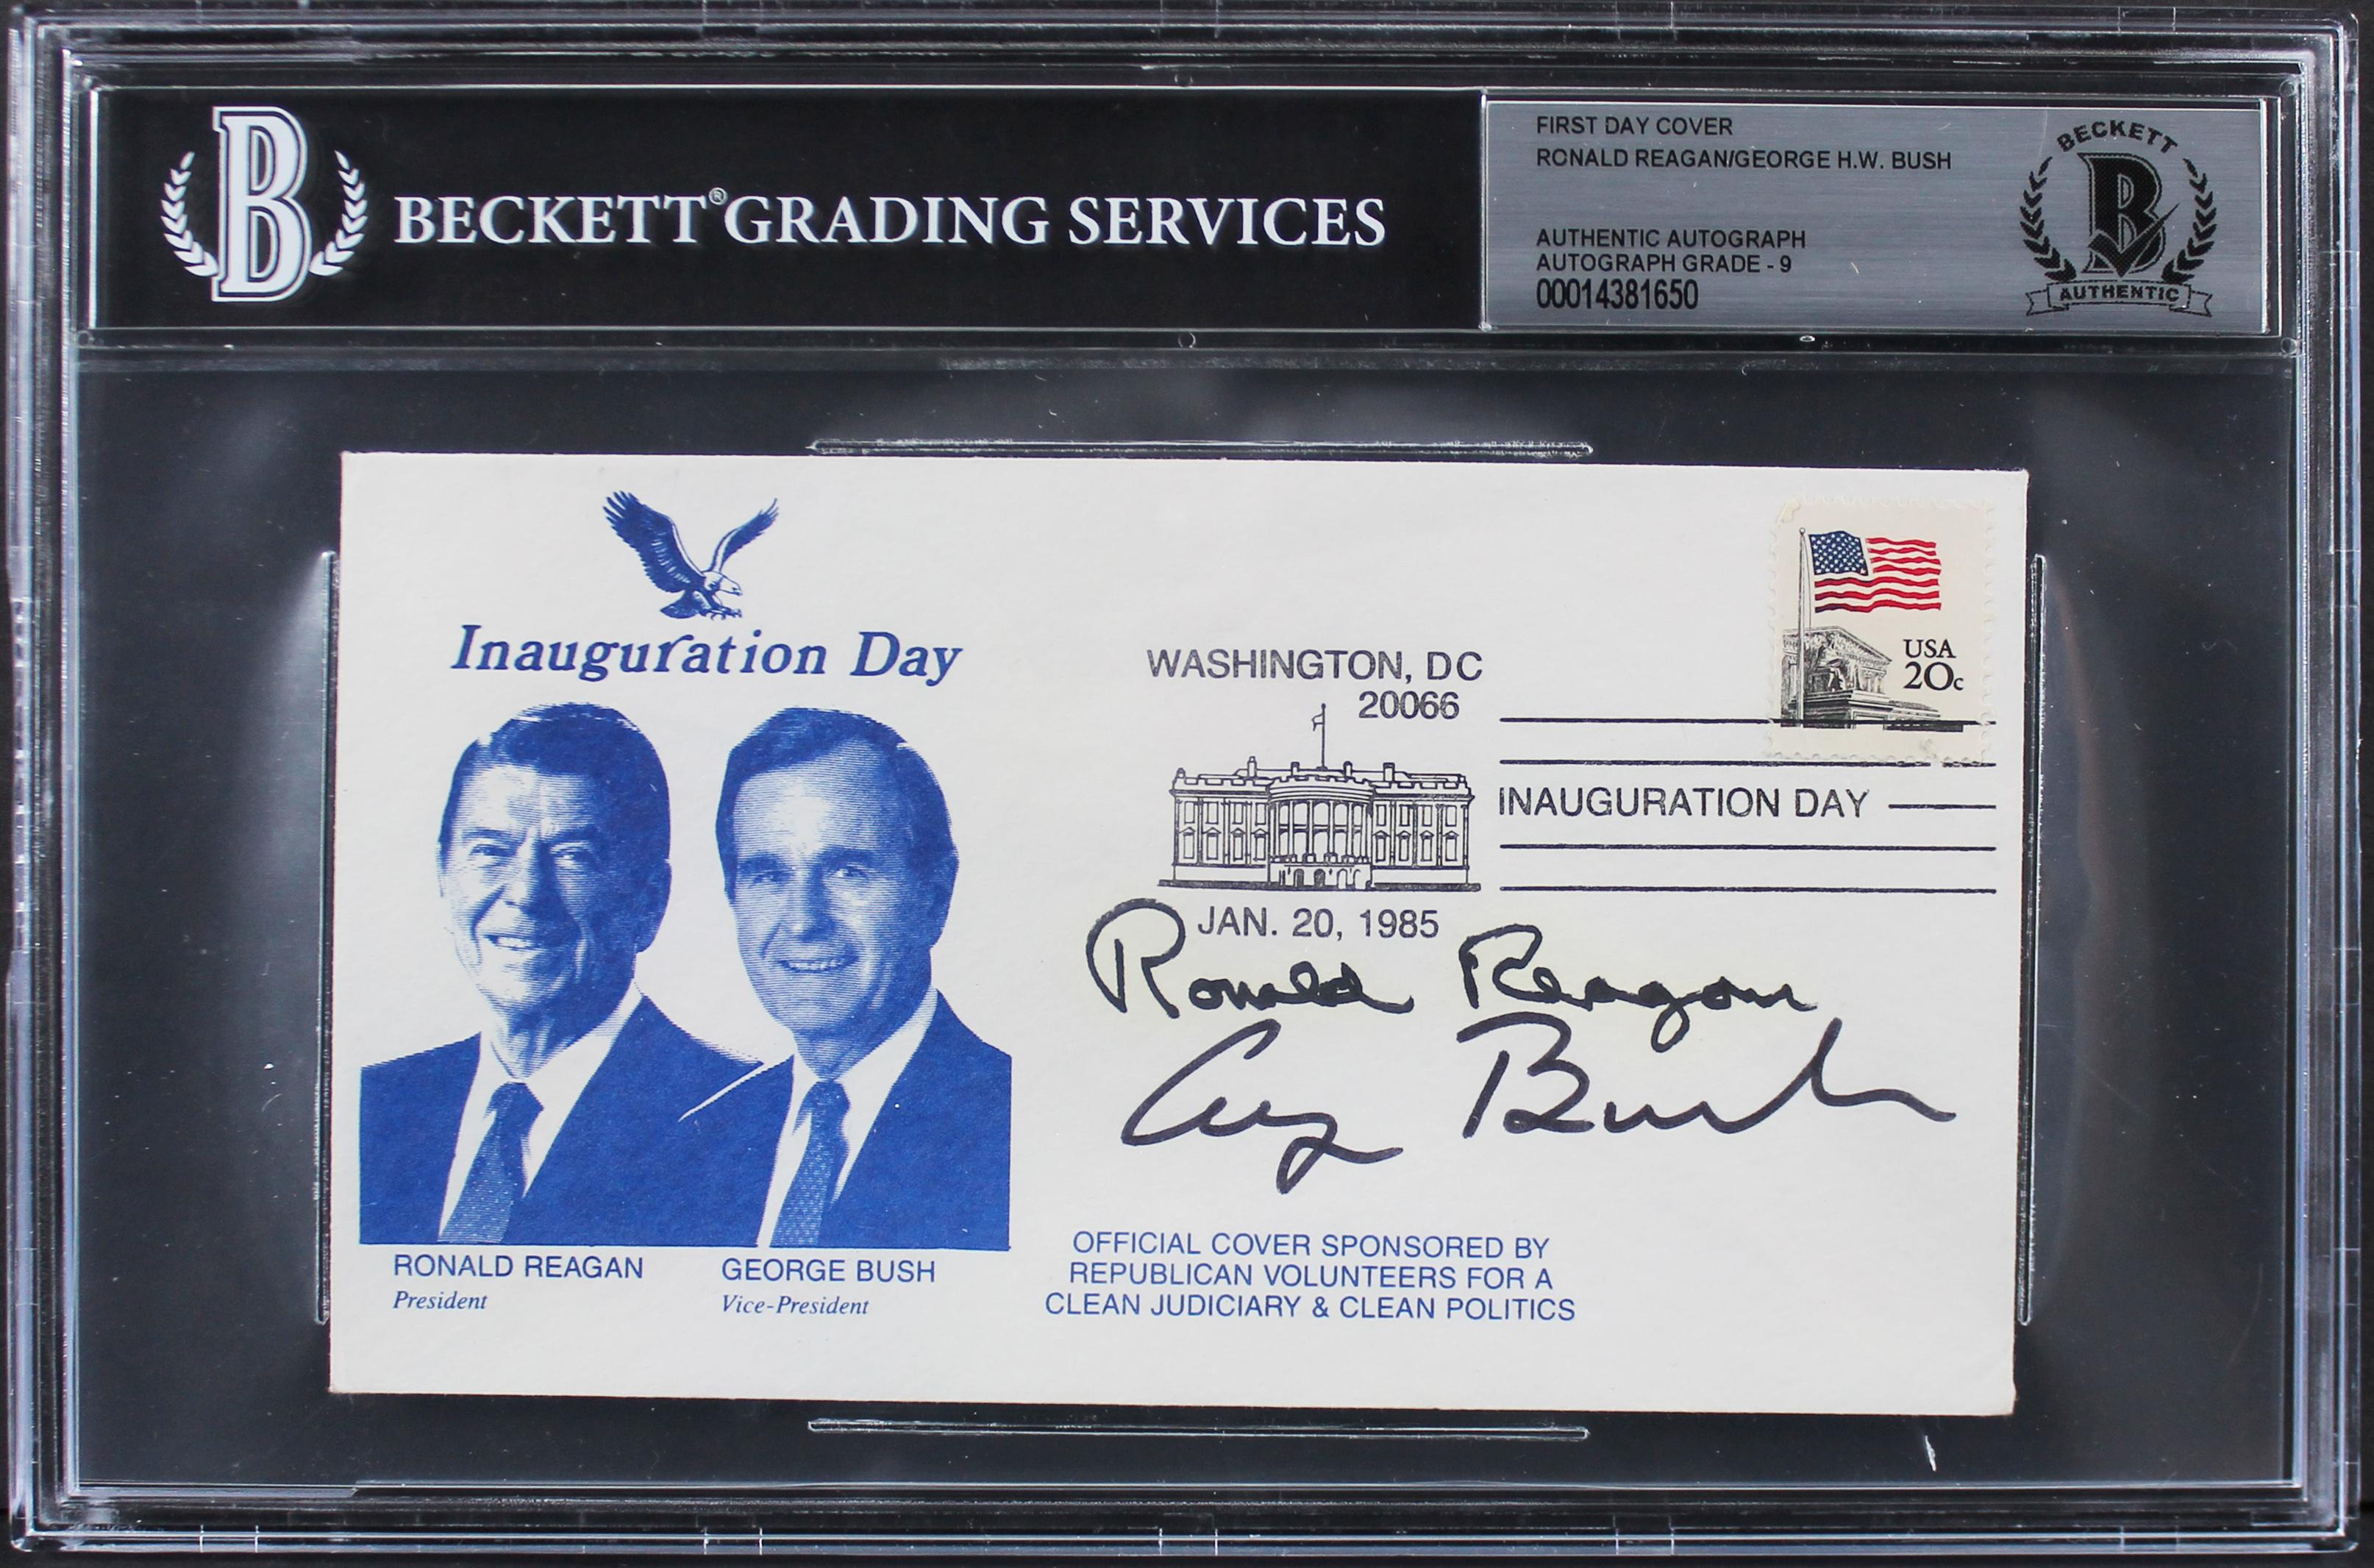 BECKETT® GRADING SERVICES
FIRST DAY COVER
RONALD REAGAN/GEORGE H.W. BUSH
AUTHENTIC AUTOGRAPH
AUTOGRAPH GRADE - 9
00014381650
BECKETT
B
AUTHENTIC
B
Inauguration Day
RONALD REAGAN
President
GEORGE BUSH
Vice-President
WASHINGTON, DC
20066
USA
20c
INAUGURATION DAY
JAN. 20, 1985
Ronald Reagan
George Bush
OFFICIAL COVER SPONSORED BY
REPUBLICAN VOLUNTEERS FOR A
CLEAN JUDICIARY & CLEAN POLITICS